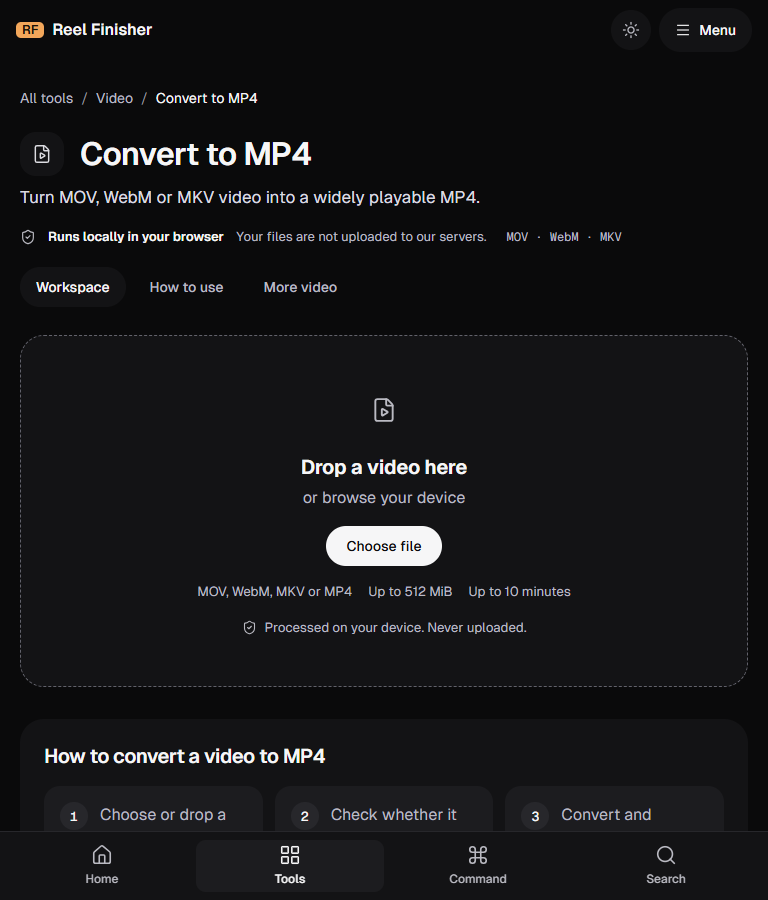 RF Reel Finisher
Menu
All tools / Video / Convert to MP4
Convert to MP4
Turn MOV, WebM or MKV video into a widely playable MP4.
Runs locally in your browser Your files are not uploaded to our servers. MOV · WebM · MKV
Workspace How to use More video
Drop a video here
or browse your device
Choose file
MOV, WebM, MKV or MP4 Up to 512 MiB Up to 10 minutes
Processed on your device. Never uploaded.
How to convert a video to MP4
1 Choose or drop a
2 Check whether it
3 Convert and
Home Tools Command Search